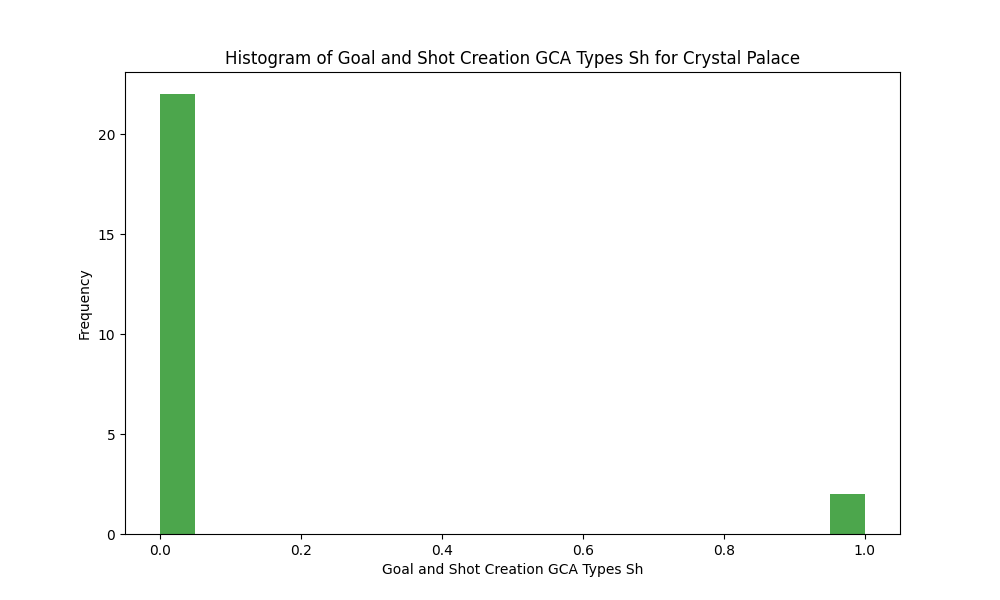 Histogram of Goal and Shot Creation GCA Types Sh for Crystal Palace
20
15
10
5
0
Frequency
0.0 0.2 0.4 0.6 0.8 1.0
Goal and Shot Creation GCA Types Sh